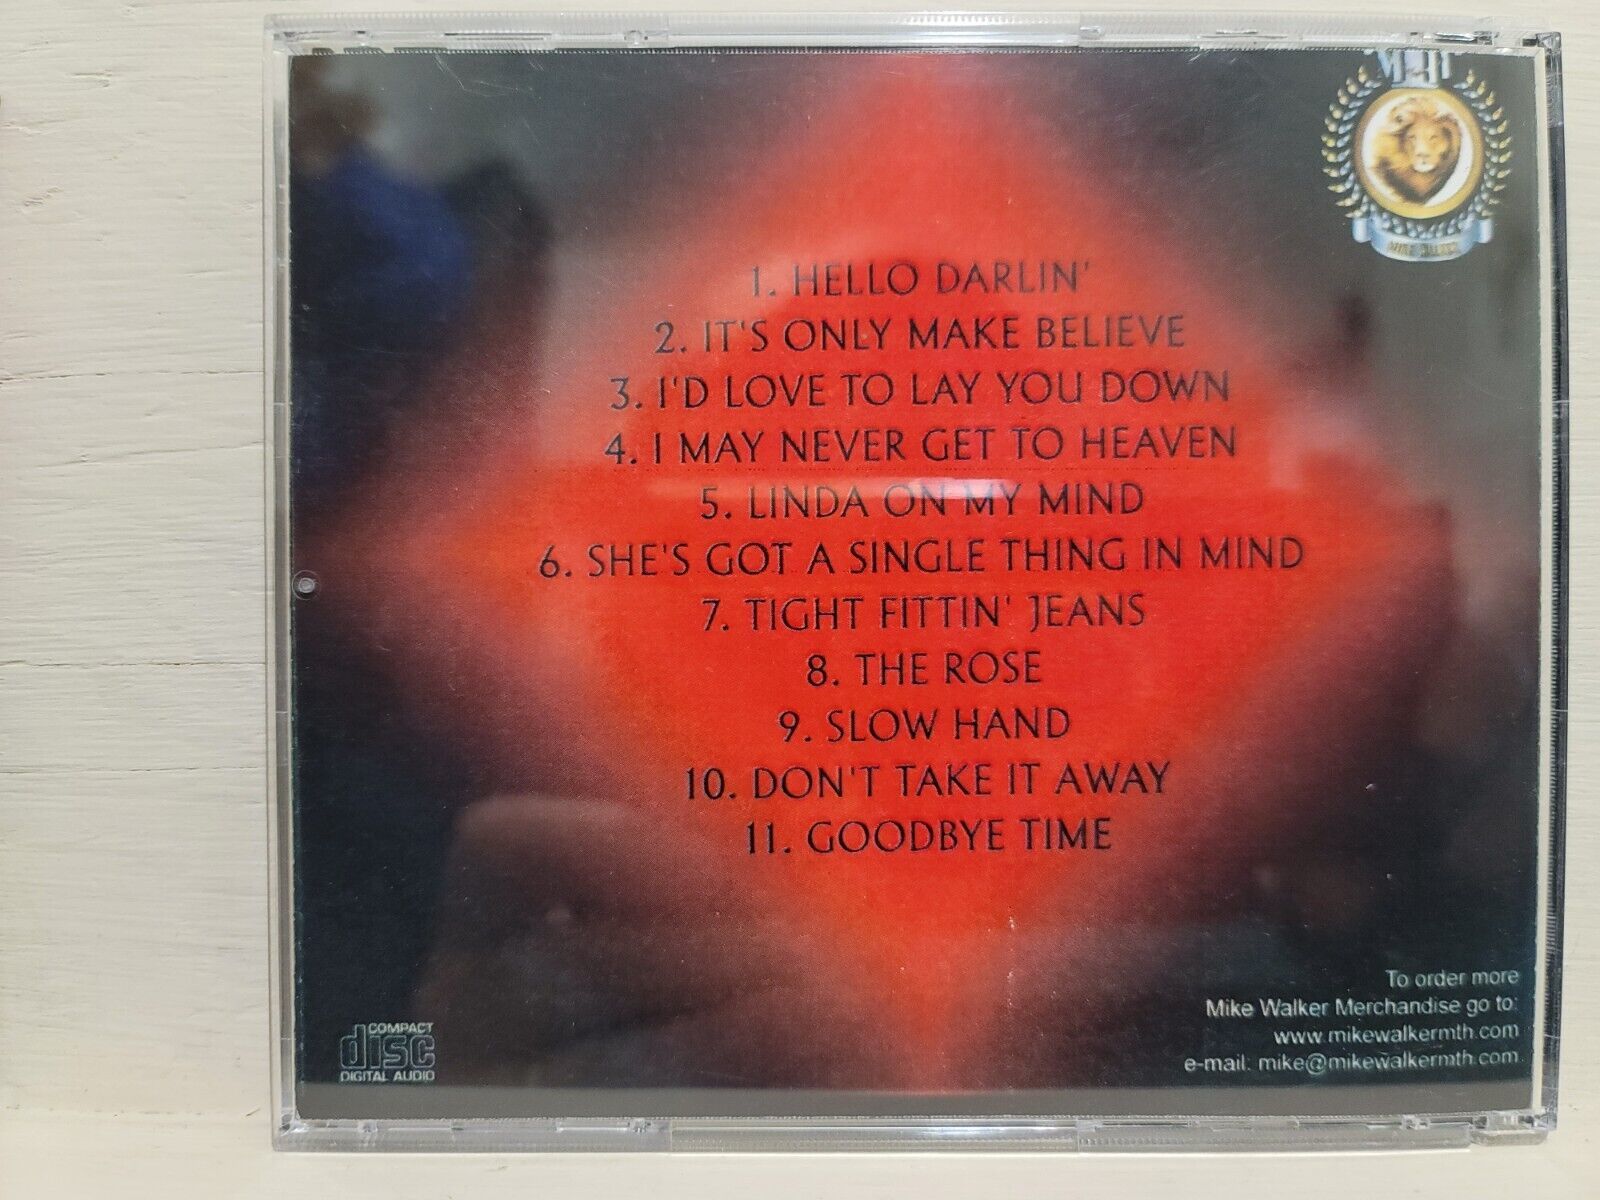 1. HELLO DARLIN'
2. IT'S ONLY MAKE BELIEVE
3. I'D LOVE TO LAY YOU DOWN
4. I MAY NEVER GET TO HEAVEN
5. LINDA ON MY MIND
6. SHE'S GOT A SINGLE THING IN MIND
7. TIGHT FITTIN' JEANS
8. THE ROSE
9. SLOW HAND
10. DON'T TAKE IT AWAY
11. GOODBYE TIME
MIKE WALKER
To order more
Mike Walker Merchandise go to:
www.mikewalkermth.com
e-mail: mike@mikewalkermth.com
COMPACT
disc
DIGITAL AUDIO